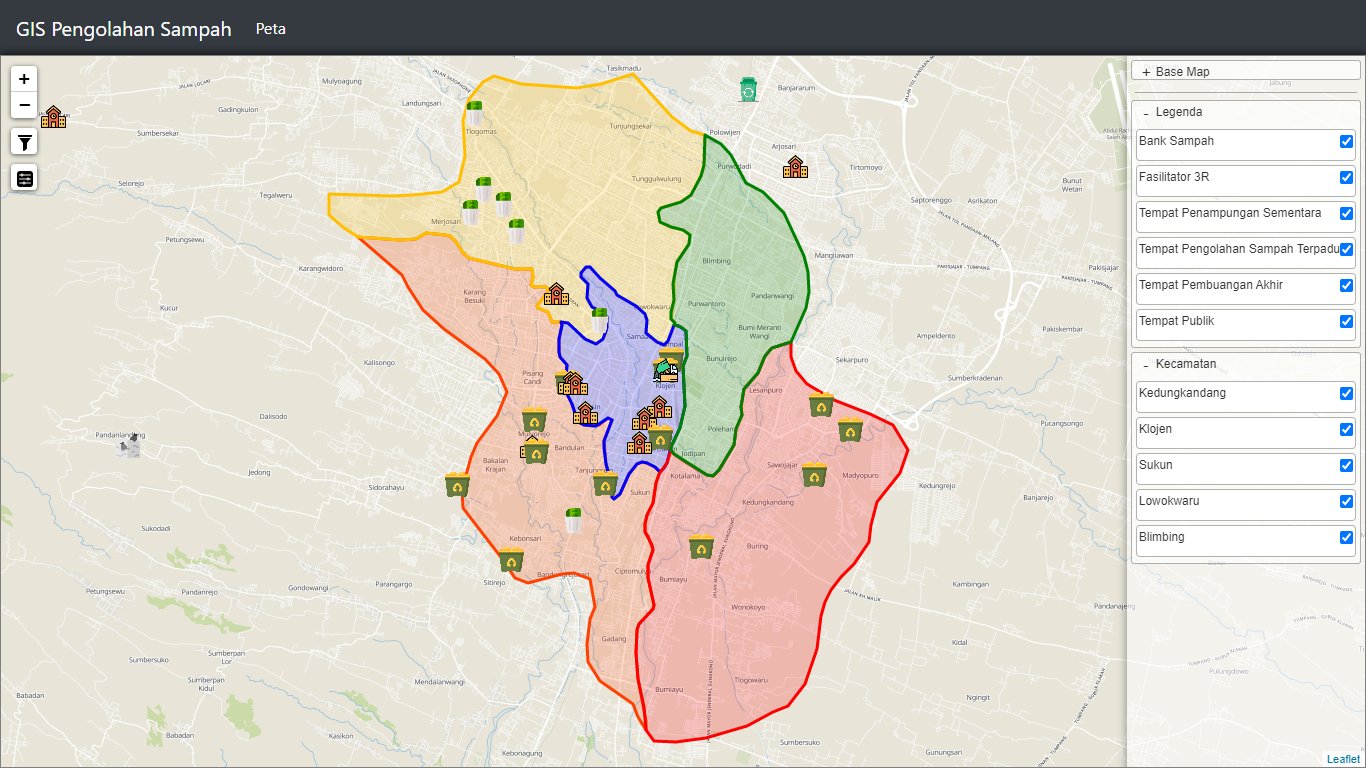 GIS Pengolahan Sampah Peta
+
−
+ Base Map
- Legenda
Bank Sampah
Fasilitator 3R
Tempat Penampungan Sementara
Tempat Pengolahan Sampah Terpadu
Tempat Pembuangan Akhir
Tempat Publik
- Kecamatan
Kedungkandang
Klojen
Sukun
Lowokwaru
Blimbing
Tasikmadu
Mulyoagung
Landungsari
Gadingkulon
Sumbersekar
Tlogomas
Tunjungsekar
Banjararum
Polowijen
Arjosari
Tirtomoyo
Purwodadi
Tunggulwulung
Selorejo
Tegalweru
Merjosari
Petungsewu
Karangwidoro
Saptorenggo
Asrikaton
Bunut
Wetan
Mangliawan
Pakisjajar
Blimbing
Karang
Besuki
Kucur
Purwantoro
Pandanwangi
Bumi Meranti
Wangi
Ampeldento
Pakiskembar
Kalisongo
Bunulrejo
Sekarpuro
Pisang
Candi
Klojen
Lesanpuro
Sumberkradenan
Dalisodo
Pucangsongo
Pandanlandung
Mulyorejo
Bandulan
Polehan
Jodipan
Bakalan
Krajan
Jedong
Sidorahayu
Kotalama
Sawojajar
Madyopuro
Sukun
Kedungrejo
Banjarejo
Kedungkandang
Sukodadi
Kebonsari
Buring
Sitirejo
Ciptomulyo
Bumiayu
Parangargo
Gondowangi
Petungsewu
Pandanrejo
Kambingan
Pandanajeng
Wonokoyo
JALAN KH MALIK
Gadang
Kidal
Sumbersuko
Sumberpan
Lor
Sumberpan
Kidul
Mendalanwangi
Tlogowaru
Bumiayu
Ngingit
Pulungdowo
Babadan
Babadan
Kasikon
Kebonagung
Sumbersuko
Gunungsari
Jabung
Leaflet